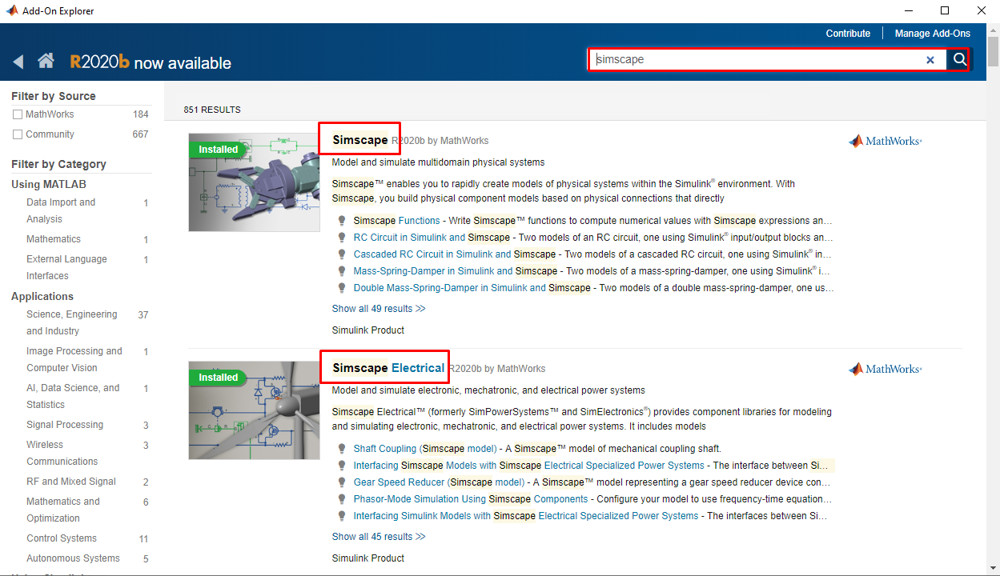 Add-On Explorer
Contribute
Manage Add-Ons
R2020b now available
simscape
Filter by Source
MathWorks 184
Community 667
Filter by Category
Using MATLAB
Data Import and
Analysis 1
Mathematics 1
External Language
Interfaces 1
Applications
Science, Engineering
and Industry 37
Image Processing and
Computer Vision 1
AI, Data Science, and
Statistics 1
Signal Processing 3
Wireless
Communications 3
RF and Mixed Signal 2
Mathematics and
Optimization 6
Control Systems 11
Autonomous Systems 5
851 RESULTS
Installed
Simscape R2020b by MathWorks
MathWorks®
Model and simulate multidomain physical systems
Simscape™ enables you to rapidly create models of physical systems within the Simulink® environment. With
Simscape, you build physical component models based on physical connections that directly
Simscape Functions - Write Simscape™ functions to compute numerical values with Simscape expressions an...
RC Circuit in Simulink and Simscape - Two models of an RC circuit, one using Simulink® input/output blocks an...
Cascaded RC Circuit in Simulink and Simscape - Two models of a cascaded RC circuit, one using Simulink® in...
Mass-Spring-Damper in Simulink and Simscape - Two models of a mass-spring-damper, one using Simulink® i...
Double Mass-Spring-Damper in Simulink and Simscape - Two models of a double mass-spring-damper, one us...
Show all 49 results >>
Simulink Product
Installed
Simscape Electrical R2020b by MathWorks
MathWorks®
Model and simulate electronic, mechatronic, and electrical power systems
Simscape Electrical™ (formerly SimPowerSystems™ and SimElectronics®) provides component libraries for modeling
and simulating electronic, mechatronic, and electrical power systems. It includes models
Shaft Coupling (Simscape model) - A Simscape™ model of mechanical coupling shaft.
Interfacing Simscape Models with Simscape Electrical Specialized Power Systems - The interface between Si...
Gear Speed Reducer (Simscape model) - A Simscape™ model representing a gear speed reducer device con...
Phasor-Mode Simulation Using Simscape Components - Configure your model to use frequency-time equation...
Interfacing Simulink Models with Simscape Electrical Specialized Power Systems - The interfaces between Si...
Show all 45 results >>
Simulink Product